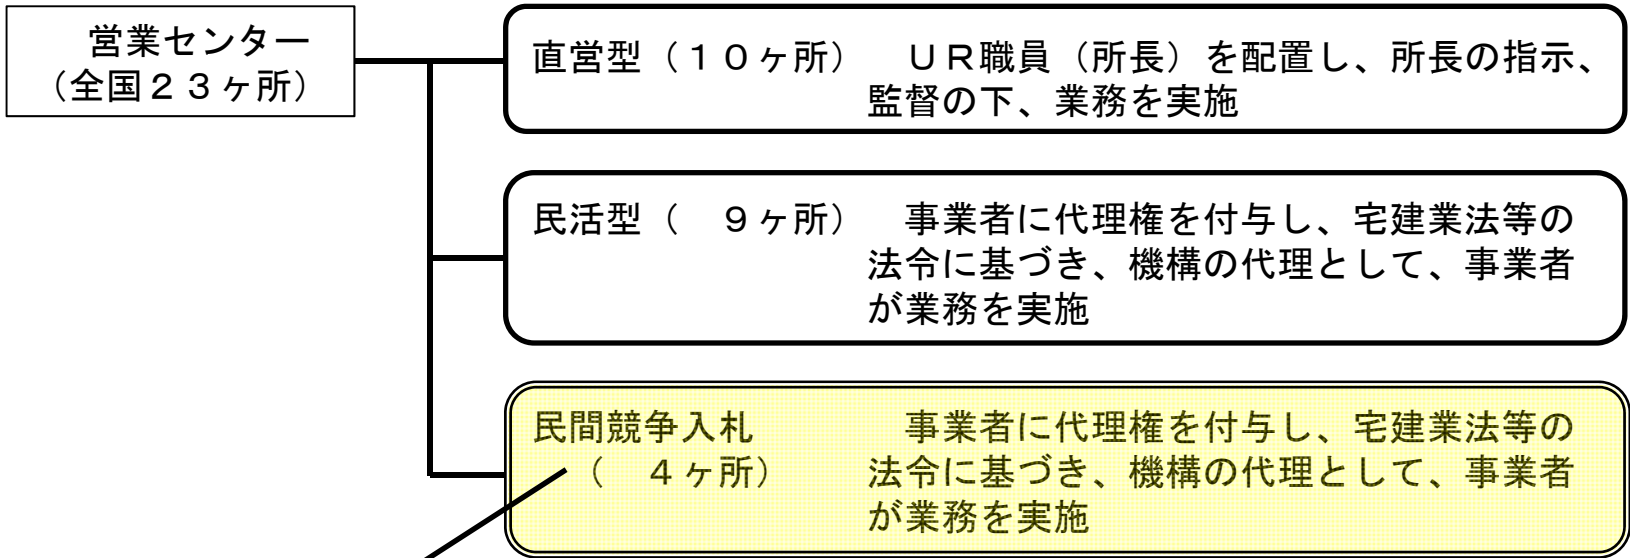 営業センター
(全国23ヶ所)
直営型(10ヶ所) UR職員(所長)を配置し、所長の指示、
監督の下、業務を実施
民活型( 9ヶ所) 事業者に代理権を付与し、宅建業法等の
法令に基づき、機構の代理として、事業者
が業務を実施
民間競争入札 事業者に代理権を付与し、宅建業法等の
( 4ヶ所) 法令に基づき、機構の代理として、事業者
が業務を実施